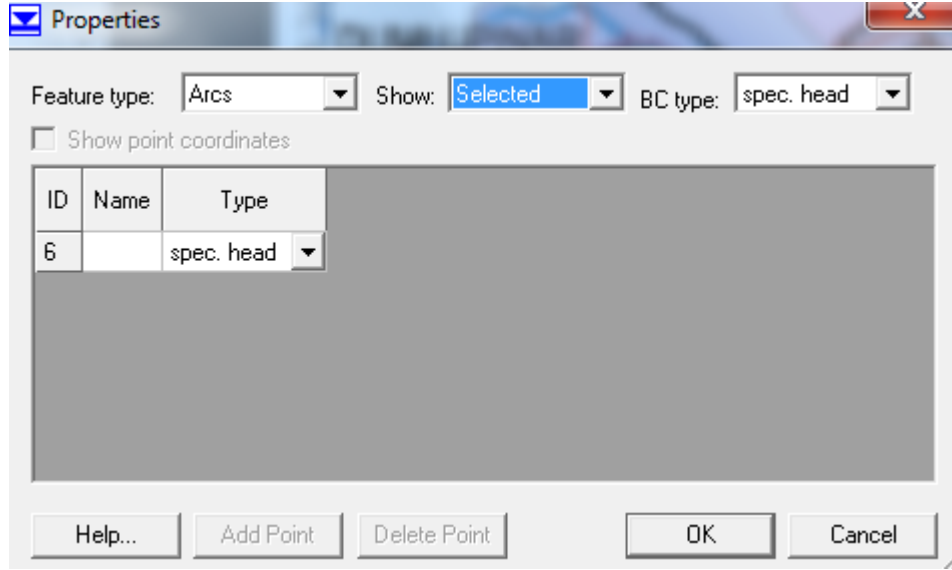 Properties
Feature type: Arcs Show: Selected BC type: spec. head
Show point coordinates
ID Name Type
6 spec. head
Help... Add Point Delete Point OK Cancel